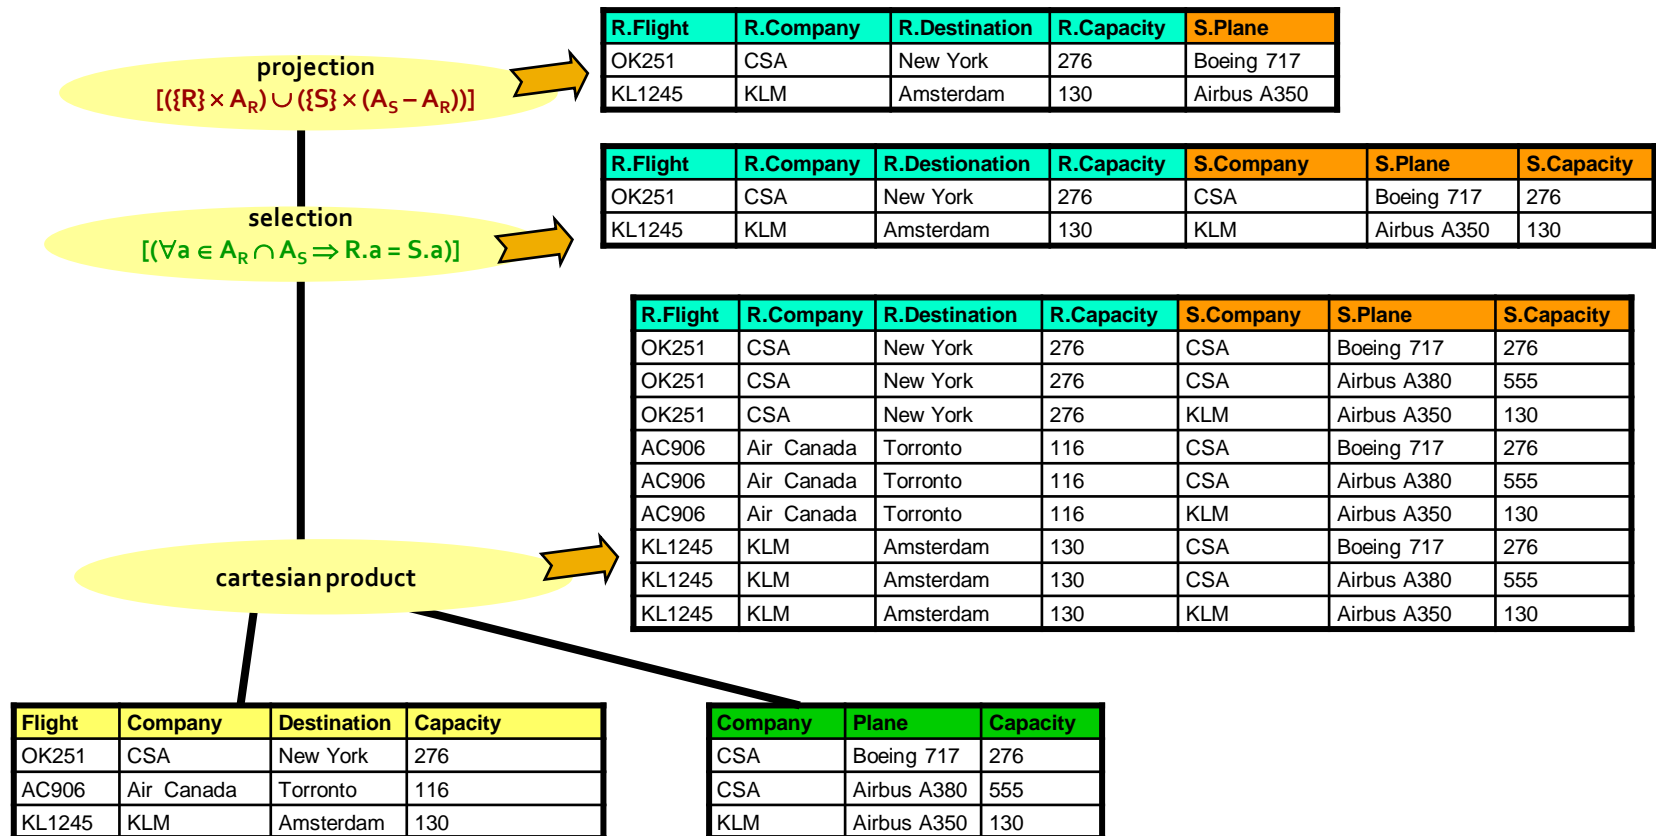 R.Flight R.Company R.Destination R.Capacity S.Plane
OK251 CSA New York 276 Boeing 717
KL1245 KLM Amsterdam 130 Airbus A350
projection
[({R} × A_R) ∪ ({S} × (A_S – A_R))]
R.Flight R.Company R.Destionation R.Capacity S.Company S.Plane S.Capacity
OK251 CSA New York 276 CSA Boeing 717 276
KL1245 KLM Amsterdam 130 KLM Airbus A350 130
selection
[(∀a ∈ A_R ∩ A_S ⇒ R.a = S.a)]
R.Flight R.Company R.Destination R.Capacity S.Company S.Plane S.Capacity
OK251 CSA New York 276 CSA Boeing 717 276
OK251 CSA New York 276 CSA Airbus A380 555
OK251 CSA New York 276 KLM Airbus A350 130
AC906 Air Canada Torronto 116 CSA Boeing 717 276
AC906 Air Canada Torronto 116 CSA Airbus A380 555
AC906 Air Canada Torronto 116 KLM Airbus A350 130
KL1245 KLM Amsterdam 130 CSA Boeing 717 276
KL1245 KLM Amsterdam 130 CSA Airbus A380 555
KL1245 KLM Amsterdam 130 KLM Airbus A350 130
cartesian product
Flight Company Destination Capacity
OK251 CSA New York 276
AC906 Air Canada Torronto 116
KL1245 KLM Amsterdam 130
Company Plane Capacity
CSA Boeing 717 276
CSA Airbus A380 555
KLM Airbus A350 130